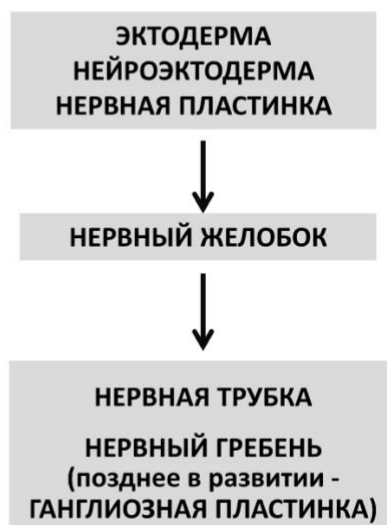 ЭКТОДЕРМА
НЕЙРОЭКТОДЕРМА
НЕРВНАЯ ПЛАСТИНКА
НЕРВНЫЙ ЖЕЛОБОК
НЕРВНАЯ ТРУБКА
НЕРВНЫЙ ГРЕБЕНЬ
(позднее в развитии -
ГАНГЛИОЗНАЯ ПЛАСТИНКА)